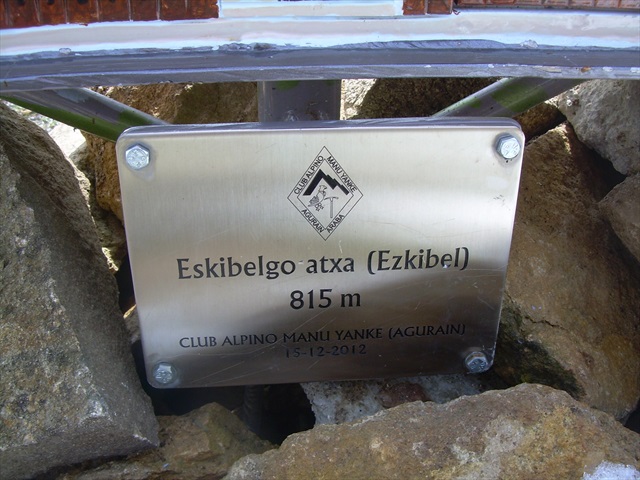 CLUB ALPINO MANU YANKE
AGURAIN ARABA
Eskibelgo atxa (Ezkibel)
815 m
CLUB ALPINO MANU YANKE (AGURAIN)
15-12-2012